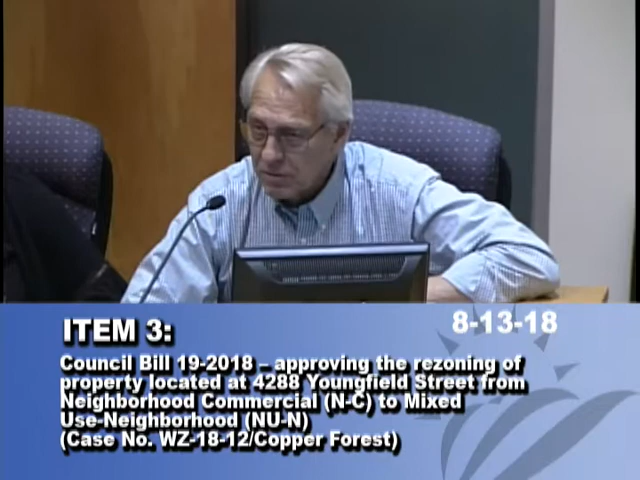 ITEM 3:
8-13-18
Council Bill 19-2018 – approving the rezoning of
property located at 4288 Youngfield Street from
Neighborhood Commercial (N-C) to Mixed
Use-Neighborhood (NU-N)
(Case No. WZ-18-12/Copper Forest)